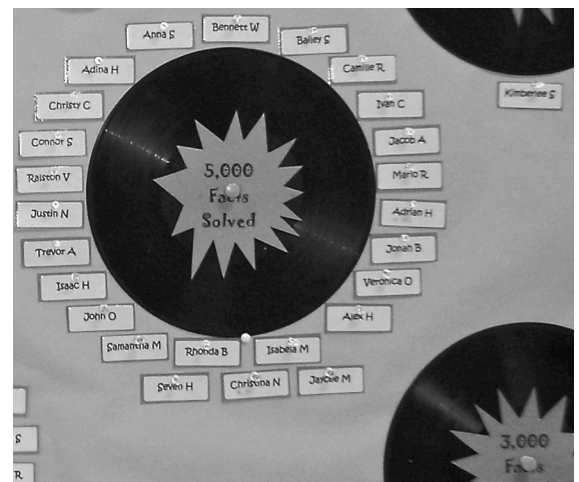 Bennett W
Anna S
Bailey S
Adina H
Camille R
Christy C
Ivan C
Kimberlee S
Connor S
Jacob A
5,000
Facts
Solved
Ralston V
Mario R
Justin N
Adrian H
Trevor A
Jonah B
Isaac H
Veronica O
John O
Alex H
Samantha M
Rhonda B
Isabela M
Seven H
Christina N
Jaycee M
S
R
3,000
Facts